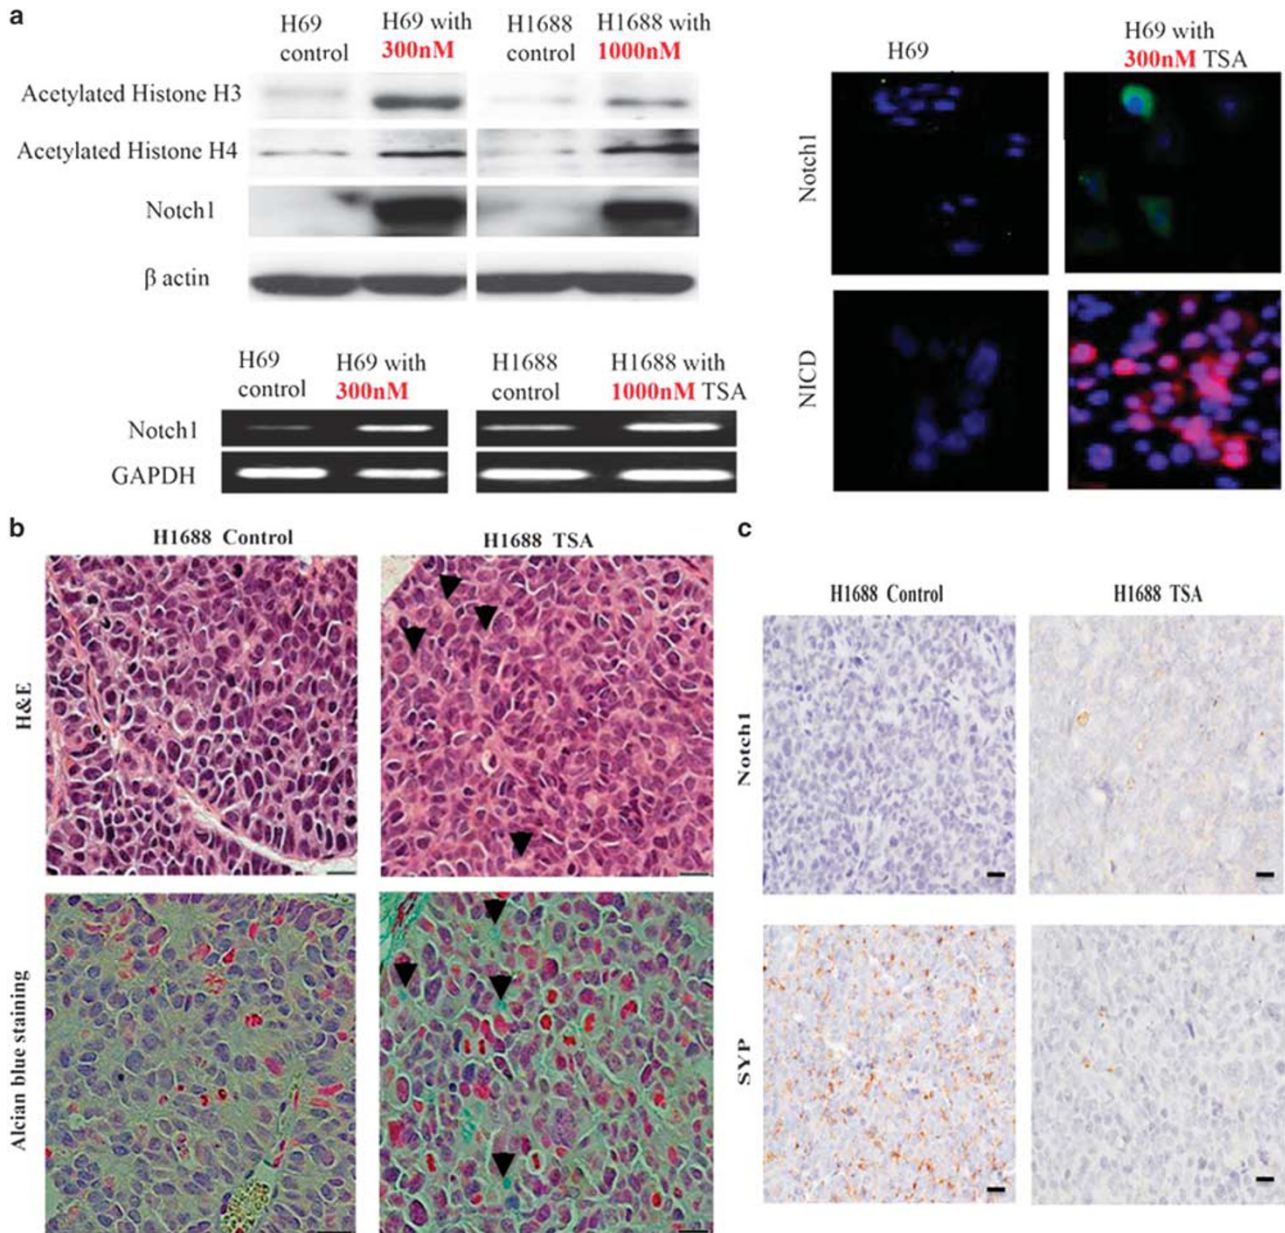 a
H69 control
H69 with 300nM
H1688 control
H1688 with 1000nM
Acetylated Histone H3
Acetylated Histone H4
Notch1
β actin
H69 control
H69 with 300nM
H1688 control
H1688 with 1000nM TSA
Notch1
GAPDH
H69
H69 with 300nM TSA
Notch1
NICD
b
H1688 Control
H1688 TSA
H&E
Alcian blue staining
c
H1688 Control
H1688 TSA
Notch1
SYP